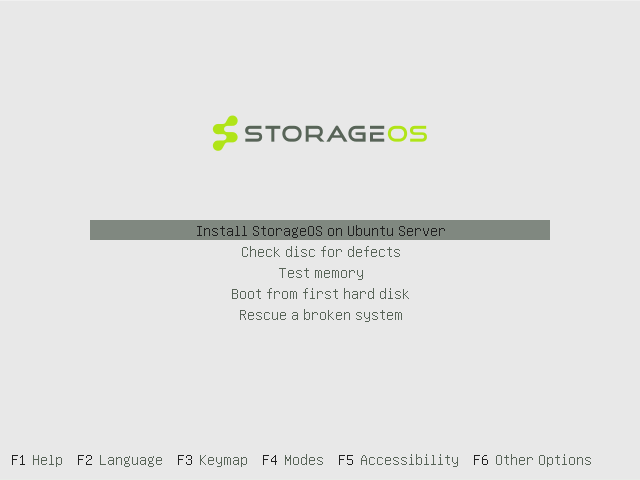 STORAGEOS
Install StorageOS on Ubuntu Server
Check disc for defects
Test memory
Boot from first hard disk
Rescue a broken system
F1 Help F2 Language F3 Keymap F4 Modes F5 Accessibility F6 Other Options